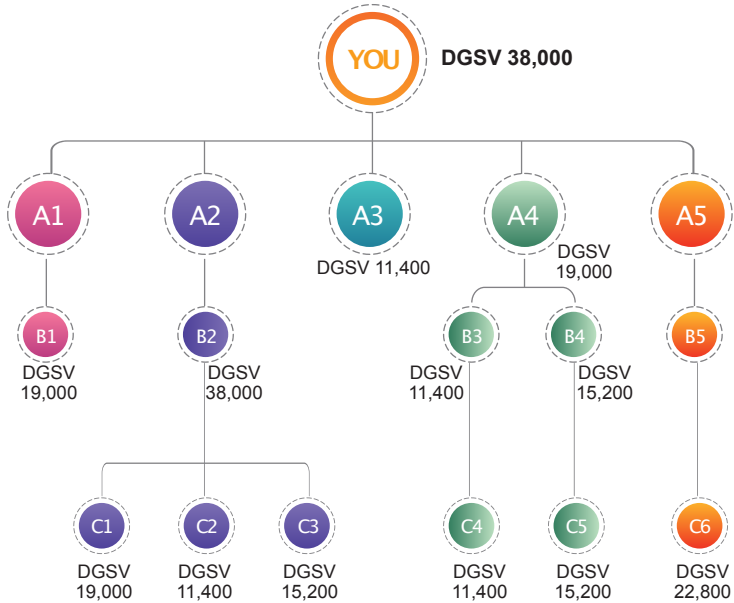 YOU
DGSV 38,000
A1
A2
A3
A4
A5
DGSV 11,400
DGSV
19,000
B1
B2
B3
B4
B5
DGSV
19,000
DGSV
38,000
DGSV
11,400
DGSV
15,200
C1
C2
C3
C4
C5
C6
DGSV
19,000
DGSV
11,400
DGSV
15,200
DGSV
11,400
DGSV
15,200
DGSV
22,800